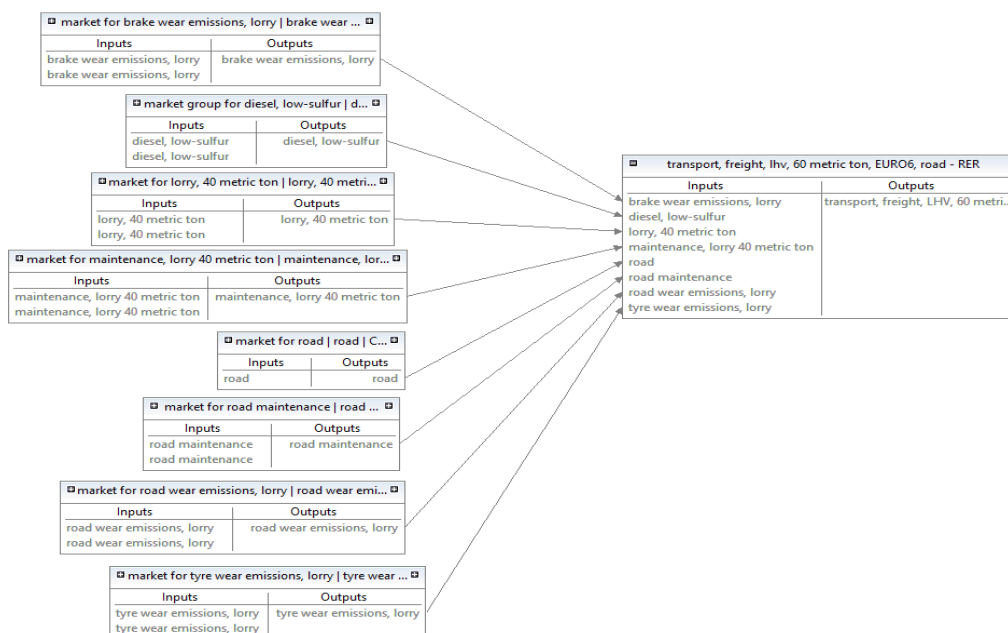 market for brake wear emissions, lorry | brake wear ...
Inputs Outputs
brake wear emissions, lorry brake wear emissions, lorry
brake wear emissions, lorry
market group for diesel, low-sulfur | d...
Inputs Outputs
diesel, low-sulfur diesel, low-sulfur
diesel, low-sulfur
market for lorry, 40 metric ton | lorry, 40 metri...
Inputs Outputs
lorry, 40 metric ton lorry, 40 metric ton
lorry, 40 metric ton
market for maintenance, lorry 40 metric ton | maintenance, lor...
Inputs Outputs
maintenance, lorry 40 metric ton maintenance, lorry 40 metric ton
maintenance, lorry 40 metric ton
market for road | road | C...
Inputs Outputs
road road
market for road maintenance | road ...
Inputs Outputs
road maintenance road maintenance
road maintenance
market for road wear emissions, lorry | road wear emi...
Inputs Outputs
road wear emissions, lorry road wear emissions, lorry
road wear emissions, lorry
market for tyre wear emissions, lorry | tyre wear ...
Inputs Outputs
tyre wear emissions, lorry tyre wear emissions, lorry
tyre wear emissions, lorry
transport, freight, lhv, 60 metric ton, EURO6, road - RER
Inputs Outputs
brake wear emissions, lorry transport, freight, LHV, 60 metri...
diesel, low-sulfur
lorry, 40 metric ton
maintenance, lorry 40 metric ton
road
road maintenance
road wear emissions, lorry
tyre wear emissions, lorry